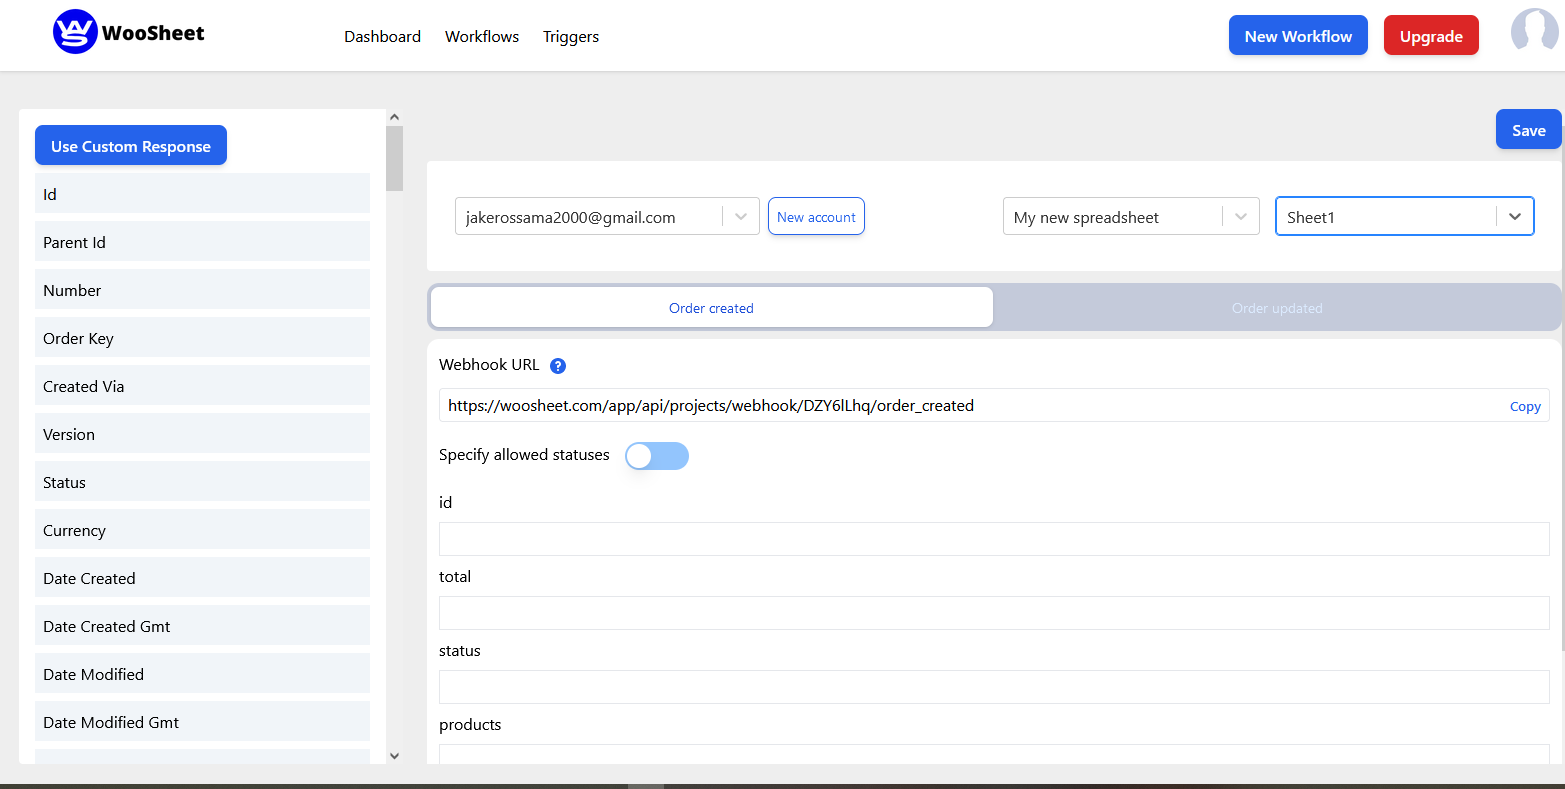 WooSheet
Dashboard
Workflows
Triggers
New Workflow
Upgrade
Use Custom Response
Id
Parent Id
Number
Order Key
Created Via
Version
Status
Currency
Date Created
Date Created Gmt
Date Modified
Date Modified Gmt
Save
jakerossama2000@gmail.com
New account
My new spreadsheet
Sheet1
Order created
Order updated
Webhook URL ?
https://woosheet.com/app/api/projects/webhook/DZY6lLhq/order_created
Copy
Specify allowed statuses
id
total
status
products